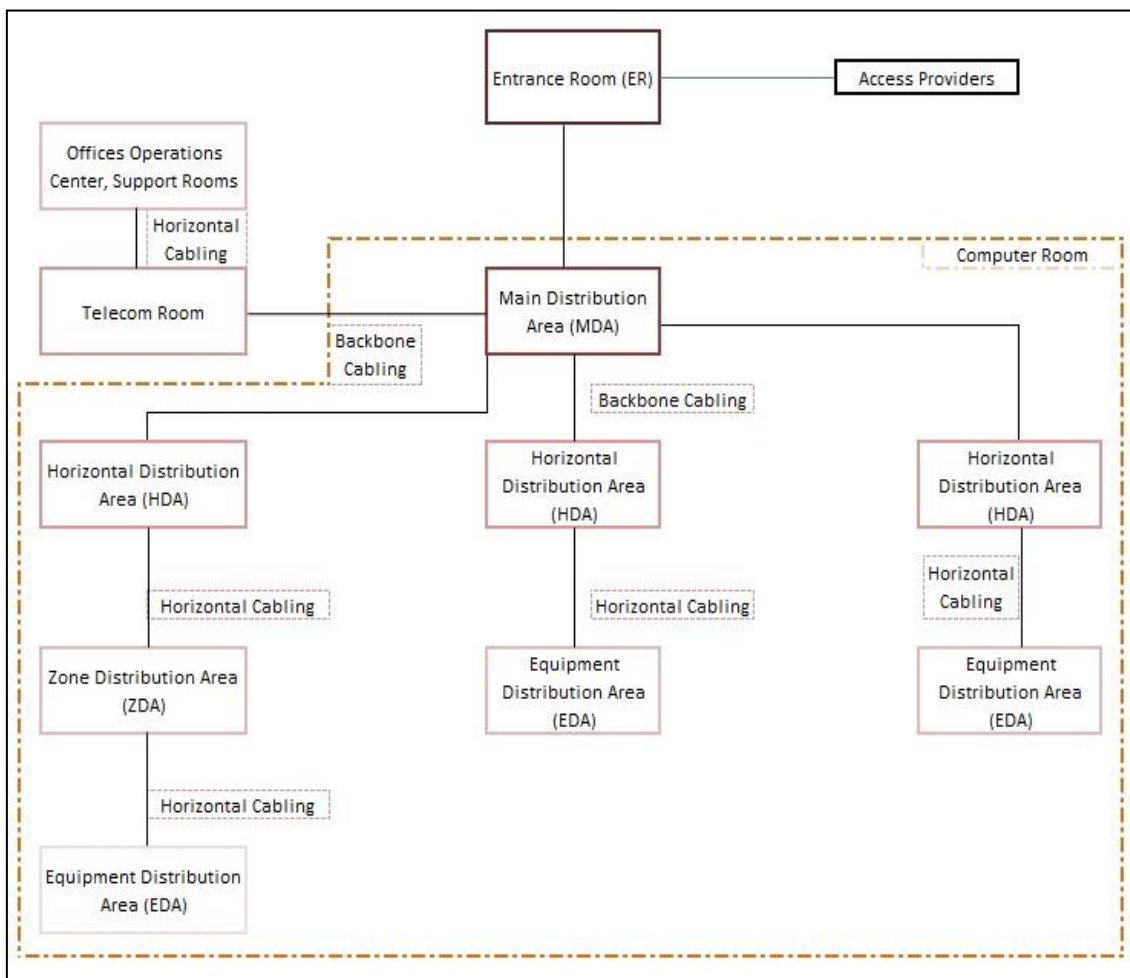 Entrance Room (ER)
Access Providers
Offices Operations
Center, Support Rooms
Horizontal
Cabling
Computer Room
Telecom Room
Main Distribution
Area (MDA)
Backbone
Cabling
Backbone Cabling
Horizontal Distribution
Area (HDA)
Horizontal
Distribution Area
(HDA)
Horizontal
Distribution Area
(HDA)
Horizontal Cabling
Horizontal Cabling
Horizontal
Cabling
Zone Distribution Area
(ZDA)
Equipment
Distribution Area
(EDA)
Equipment
Distribution Area
(EDA)
Horizontal Cabling
Equipment Distribution
Area (EDA)